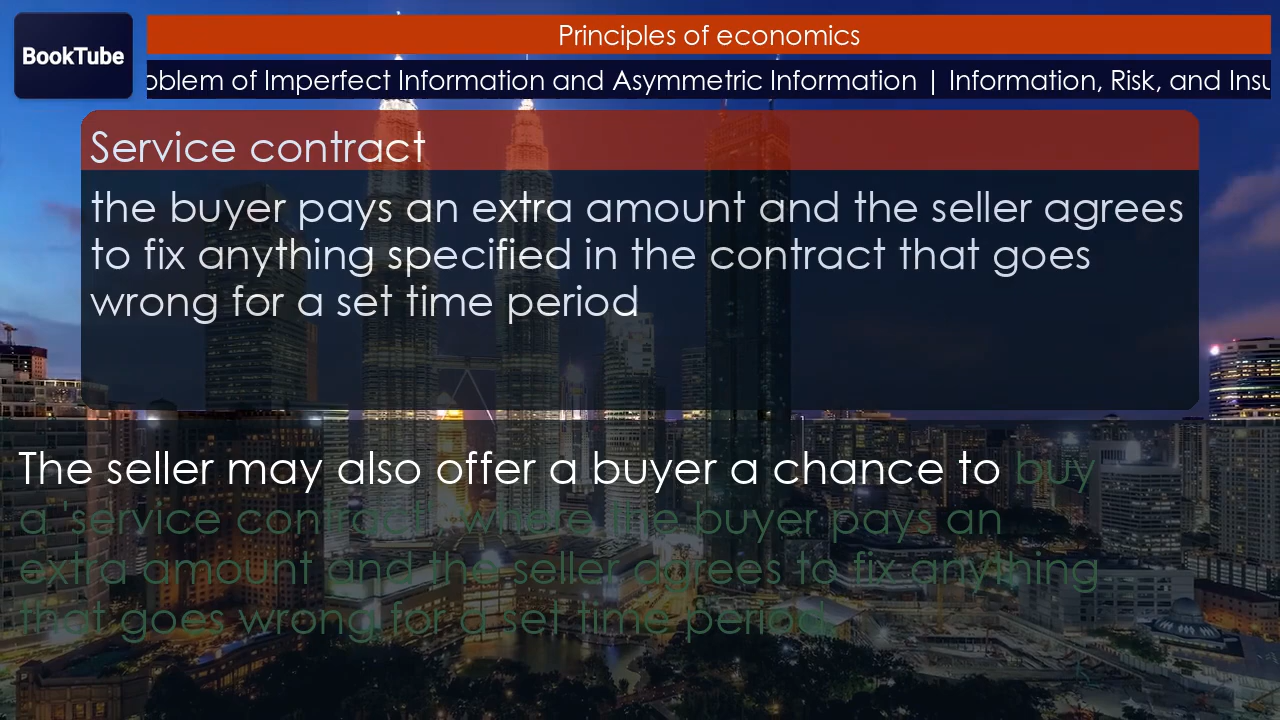 BookTube
Principles of economics
oblem of Imperfect Information and Asymmetric Information | Information, Risk, and Insu
Service contract
the buyer pays an extra amount and the seller agrees
to fix anything specified in the contract that goes
wrong for a set time period
The seller may also offer a buyer a chance to buy
a 'service contract', where the buyer pays an
extra amount and the seller agrees to fix anything
that goes wrong for a set time period.